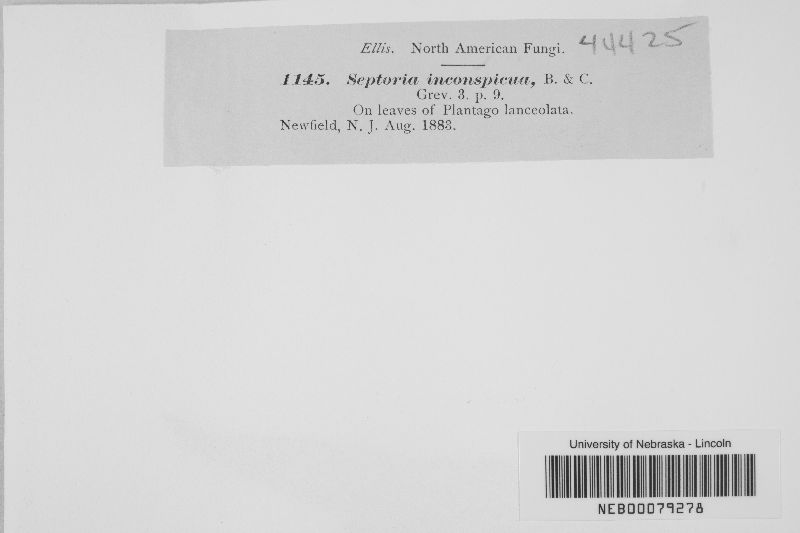 Ellis. North American Fungi. 44425
1145. Septoria inconspicua, B. & C.
Grev. 3. p. 9.
On leaves of Plantago lanceolata.
Newfield, N. J. Aug. 1883.
University of Nebraska - Lincoln
NEB00079278